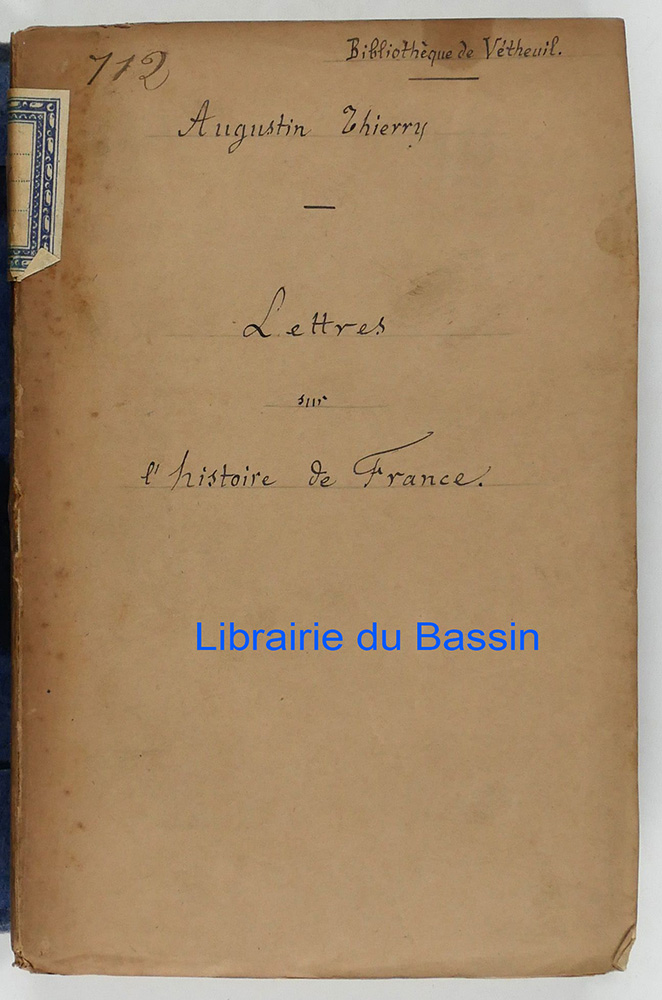 Bibliothèque de Vétheuil.
712
Augustin Thierry
Lettres
sur
l'histoire de France.
Librairie du Bassin